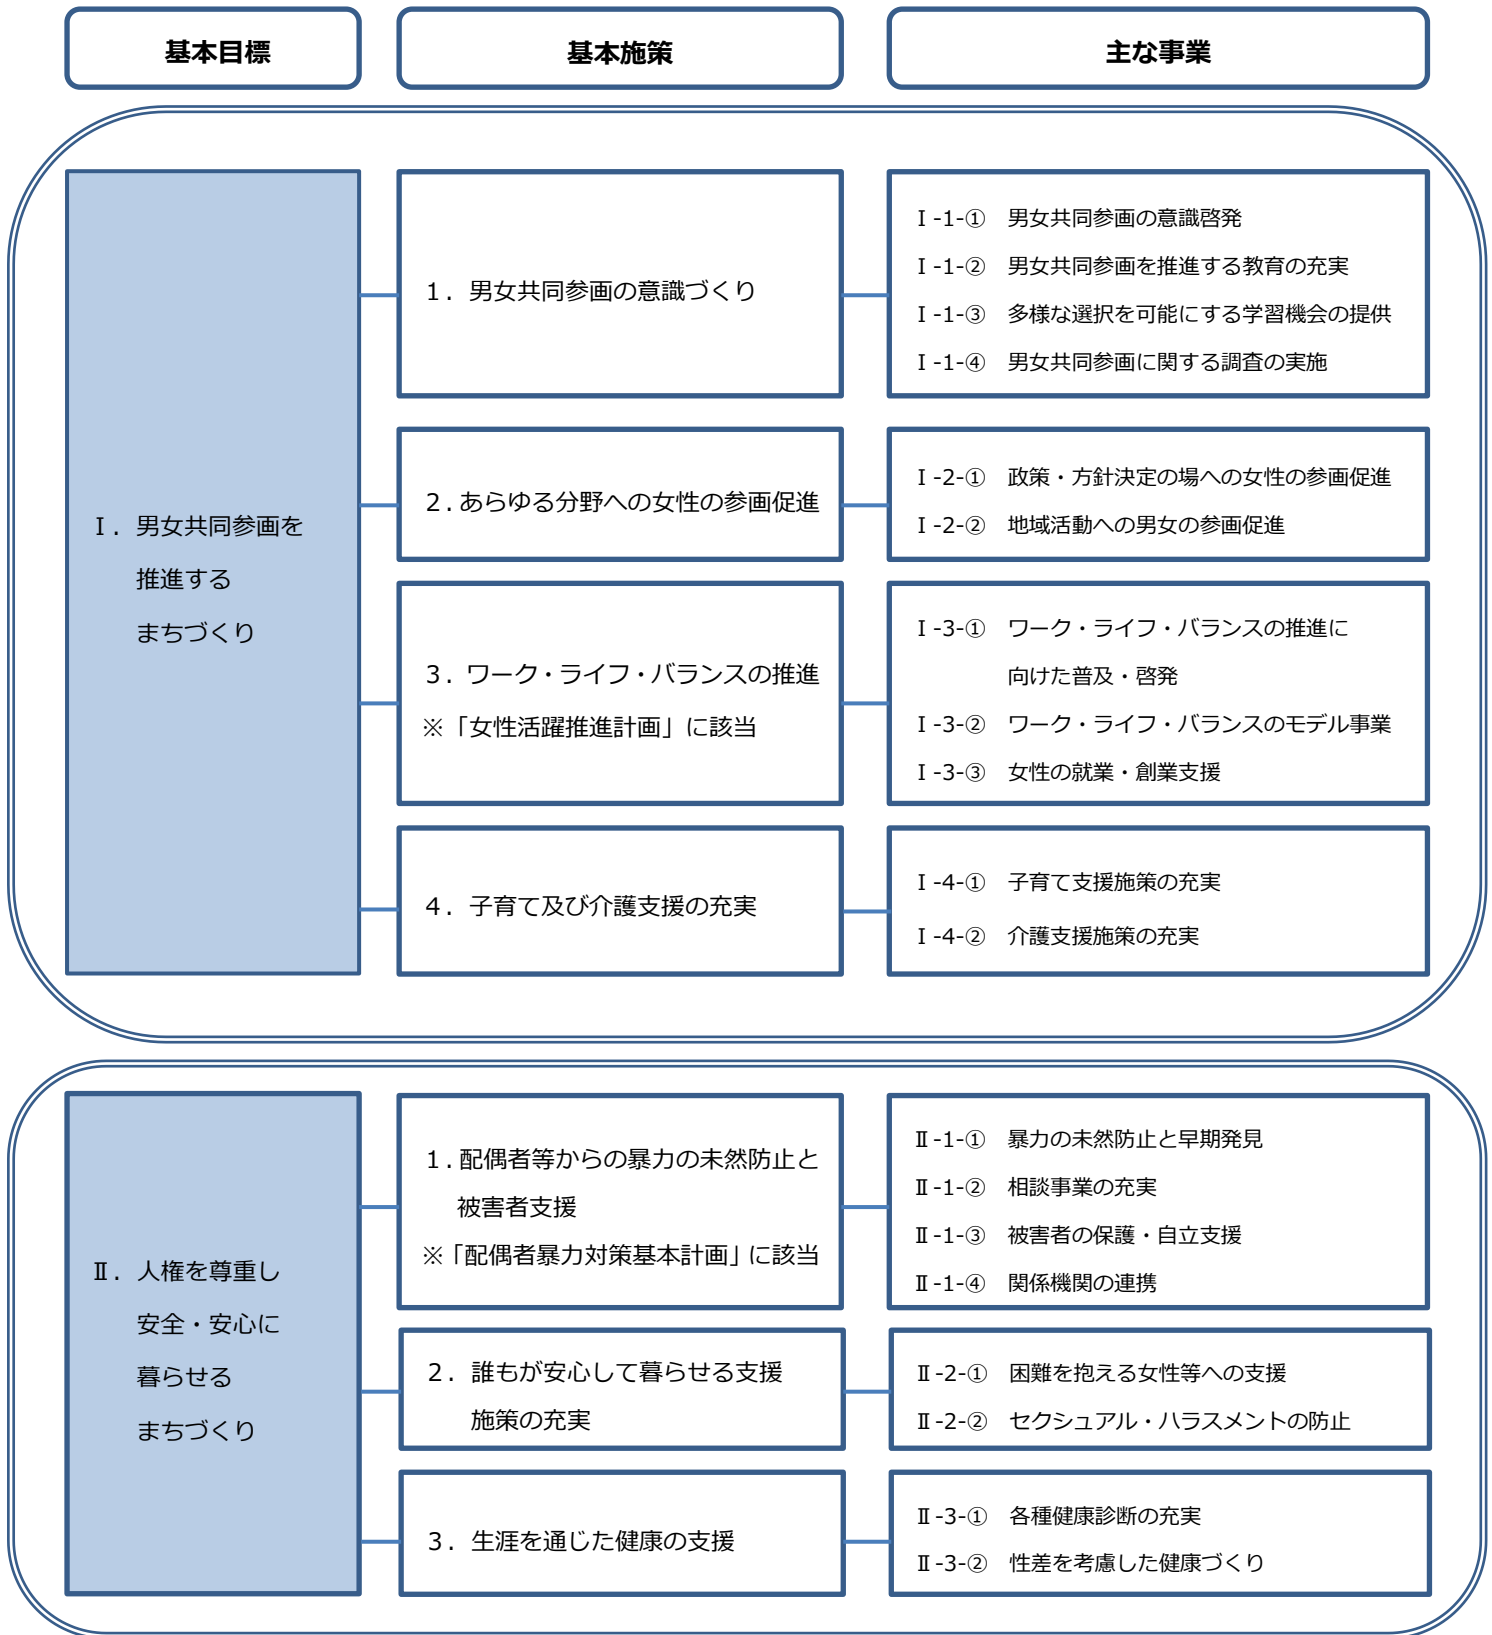 基本目標
基本施策
主な事業
Ⅰ．男女共同参画を
推進する
まちづくり
１．男女共同参画の意識づくり
Ⅰ-1-①　男女共同参画の意識啓発
Ⅰ-1-②　男女共同参画を推進する教育の充実
Ⅰ-1-③　多様な選択を可能にする学習機会の提供
Ⅰ-1-④　男女共同参画に関する調査の実施
２．あらゆる分野への女性の参画促進
Ⅰ-2-①　政策・方針決定の場への女性の参画促進
Ⅰ-2-②　地域活動への男女の参画促進
３．ワーク・ライフ・バランスの推進
※「女性活躍推進計画」に該当
Ⅰ-3-①　ワーク・ライフ・バランスの推進に
向けた普及・啓発
Ⅰ-3-②　ワーク・ライフ・バランスのモデル事業
Ⅰ-3-③　女性の就業・創業支援
４．子育て及び介護支援の充実
Ⅰ-4-①　子育て支援施策の充実
Ⅰ-4-②　介護支援施策の充実
Ⅱ．人権を尊重し
安全・安心に
暮らせる
まちづくり
１．配偶者等からの暴力の未然防止と
被害者支援
※「配偶者暴力対策基本計画」に該当
Ⅱ-1-①　暴力の未然防止と早期発見
Ⅱ-1-②　相談事業の充実
Ⅱ-1-③　被害者の保護・自立支援
Ⅱ-1-④　関係機関の連携
２．誰もが安心して暮らせる支援
施策の充実
Ⅱ-2-①　困難を抱える女性等への支援
Ⅱ-2-②　セクシュアル・ハラスメントの防止
３．生涯を通じた健康の支援
Ⅱ-3-①　各種健康診断の充実
Ⅱ-3-②　性差を考慮した健康づくり